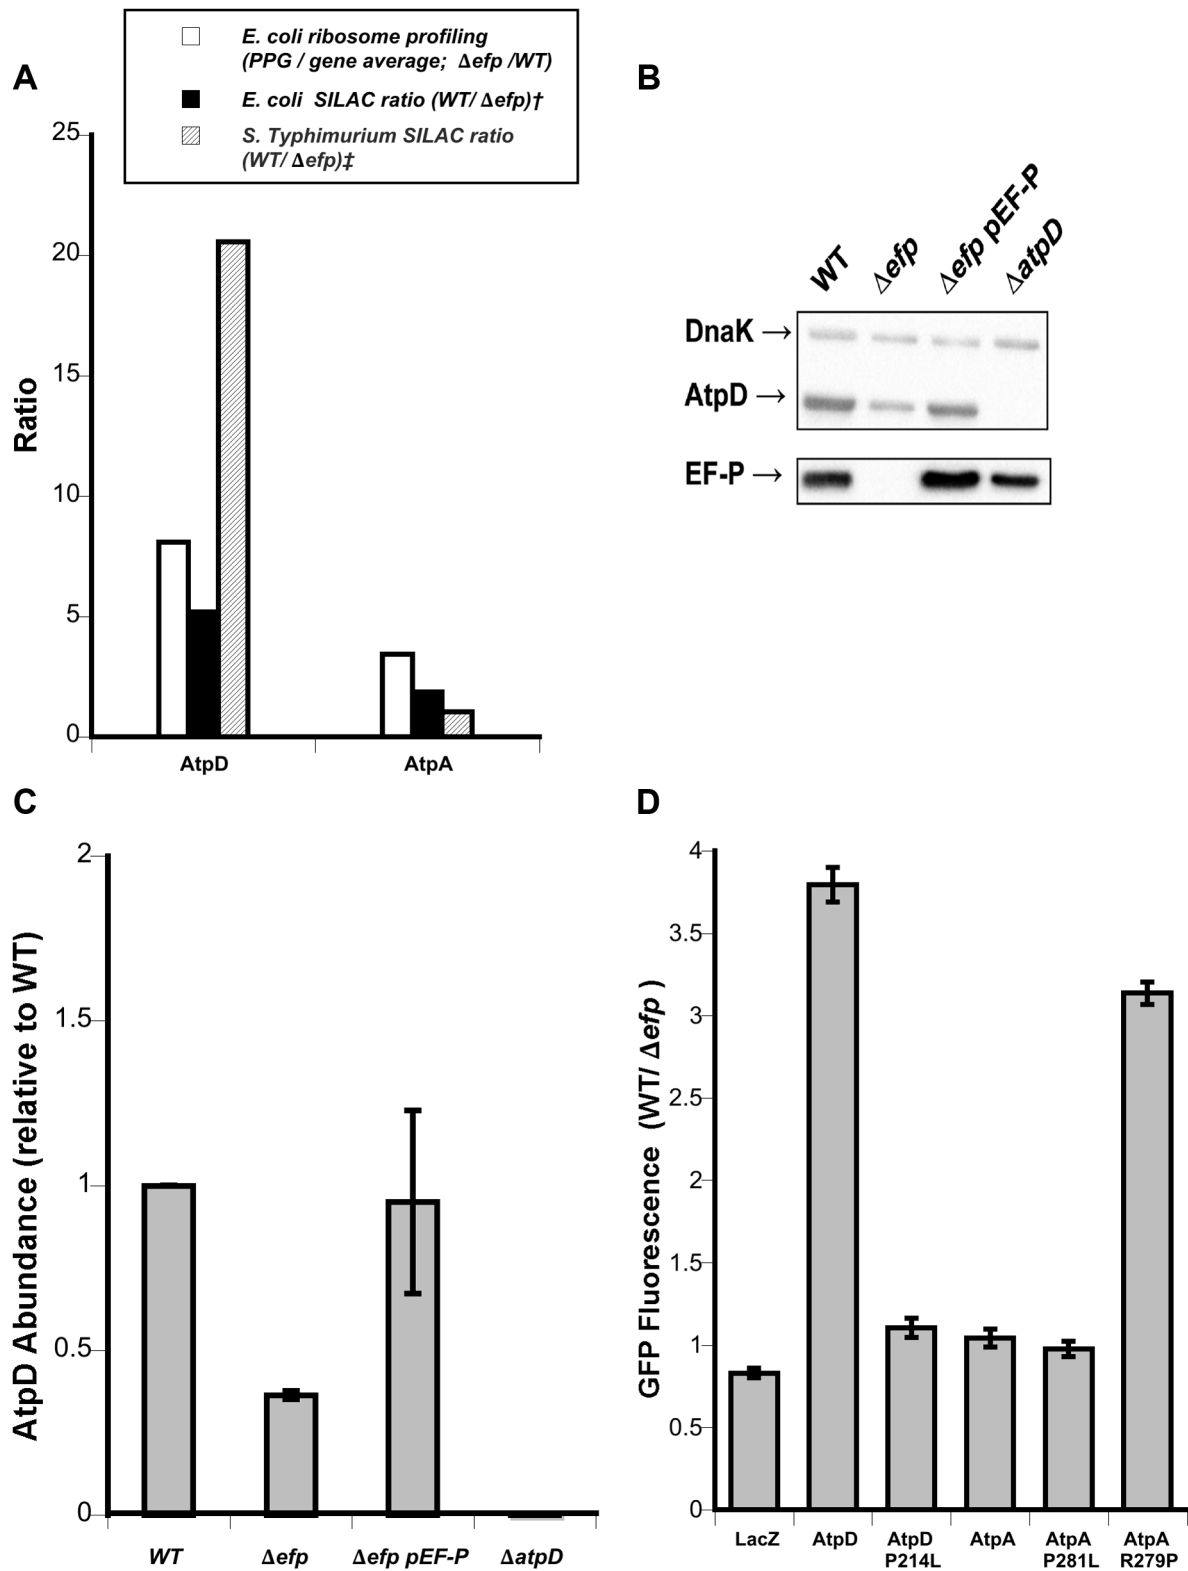 A
E. coli ribosome profiling
(PPG / gene average; Δefp /WT)
E. coli SILAC ratio (WT/ Δefp)†
S. Typhimurium SILAC ratio
(WT/ Δefp)‡
Ratio
25
20
15
10
5
0
AtpD
AtpA
B
WT
Δefp
Δefp pEF-P
ΔatpD
DnaK →
AtpD →
EF-P →
C
AtpD Abundance (relative to WT)
2
1.5
1
0.5
0
WT
Δefp
Δefp pEF-P
ΔatpD
D
GFP Fluorescence (WT/ Δefp )
4
3.5
3
2.5
2
1.5
1
0.5
0
LacZ
AtpD
AtpD
P214L
AtpA
AtpA
P281L
AtpA
R279P